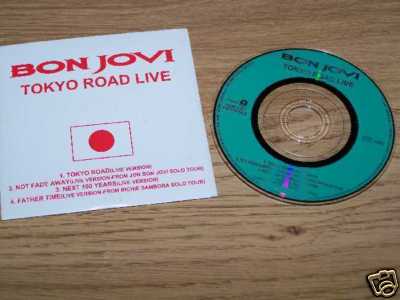 BON JOVI
TOKYO ROAD LIVE
1. TOKYO ROAD(LIVE VERSION)
2. NOT FADE AWAY(LIVE VERSION-FROM JON BON JOVI SOLO TOUR)
3. NEXT 100 YEARS(LIVE VERSION)
4. FATHER TIME(LIVE VERSION-FROM RICHIE SAMBORA SOLO TOUR)
BON JOVI
TOKYO ROAD LIVE